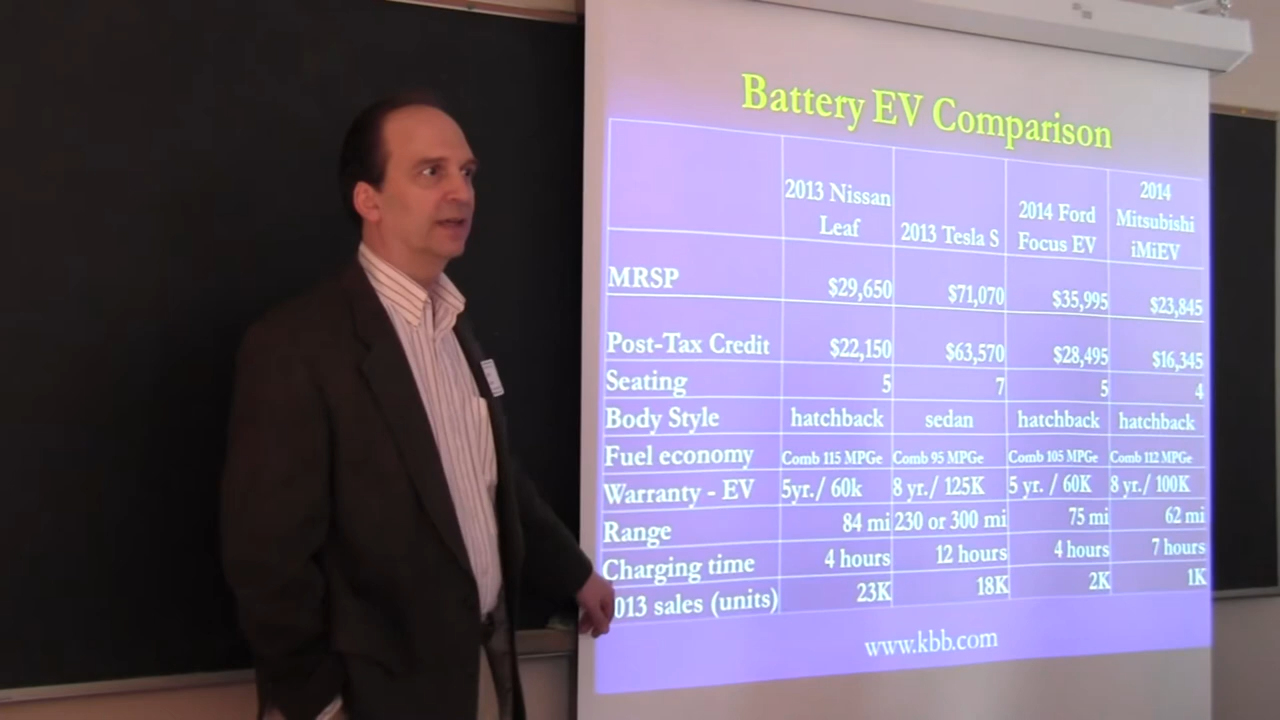 Battery EV Comparison
2013 Nissan Leaf 2013 Tesla S 2014 Ford Focus EV 2014 Mitsubishi iMiEV
MRSP $29,650 $71,070 $35,995 $23,845
Post-Tax Credit $22,150 $63,570 $28,495 $16,345
Seating 5 7 5 4
Body Style hatchback sedan hatchback hatchback
Fuel economy Comb 115 MPGe Comb 95 MPGe Comb 105 MPGe Comb 112 MPGe
Warranty - EV 5yr./ 60k 8 yr./ 125K 5 yr. / 60K 8 yr./ 100K
Range 84 mi 230 or 300 mi 75 mi 62 mi
Charging time 4 hours 12 hours 4 hours 7 hours
013 sales (units) 23K 18K 2K 1K
www.kbb.com